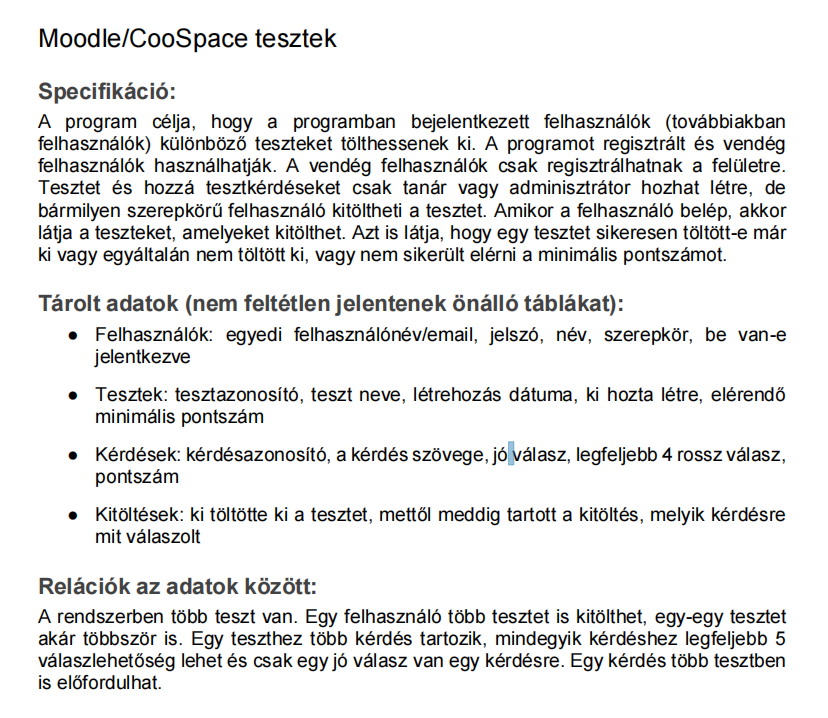 Moodle/CooSpace tesztek
Specifikáció:
A program célja, hogy a programban bejelentkezett felhasználók (továbbiakban
felhasználók) különböző teszteket tölthessenek ki. A programot regisztrált és vendég
felhasználók használhatják. A vendég felhasználók csak regisztrálhatnak a felületre.
Tesztet és hozzá tesztkérdéseket csak tanár vagy adminisztrátor hozhat létre, de
bármilyen szerepkörű felhasználó kitöltheti a tesztet. Amikor a felhasználó belép, akkor
látja a teszteket, amelyeket kitölthet. Azt is látja, hogy egy tesztet sikeresen töltött-e már
ki vagy egyáltalán nem töltött ki, vagy nem sikerült elérni a minimális pontszámot.
Tárolt adatok (nem feltétlen jelentenek önálló táblákat):
● Felhasználók: egyedi felhasználónév/email, jelszó, név, szerepkör, be van-e
jelentkezve
● Tesztek: tesztazonosító, teszt neve, létrehozás dátuma, ki hozta létre, elérendő
minimális pontszám
● Kérdések: kérdésazonosító, a kérdés szövege, jó válasz, legfeljebb 4 rossz válasz,
pontszám
● Kitöltések: ki töltötte ki a tesztet, mettől meddig tartott a kitöltés, melyik kérdésre
mit válaszolt
Relációk az adatok között:
A rendszerben több teszt van. Egy felhasználó több tesztet is kitölthet, egy-egy tesztet
akár többször is. Egy teszthez több kérdés tartozik, mindegyik kérdéshez legfeljebb 5
válaszlehetőség lehet és csak egy jó válasz van egy kérdésre. Egy kérdés több tesztben
is előfordulhat.